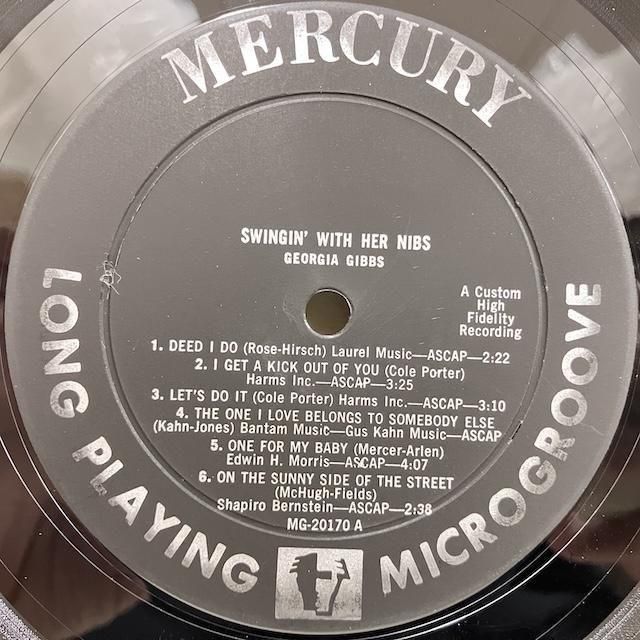 MERCURY
SWINGIN' WITH HER NIBS
GEORGIA GIBBS
A Custom
High
Fidelity
Recording
1. DEED I DO (Rose-Hirsch) Laurel Music—ASCAP—2:22
2. I GET A KICK OUT OF YOU (Cole Porter)
Harms Inc.—ASCAP—3:25
3. LET'S DO IT (Cole Porter) Harms Inc.—ASCAP—3:10
4. THE ONE I LOVE BELONGS TO SOMEBODY ELSE
(Kahn-Jones) Bantam Music—Gus Kahn Music—ASCAP
5. ONE FOR MY BABY (Mercer-Arlen)
Edwin H. Morris—ASCAP—4:07
6. ON THE SUNNY SIDE OF THE STREET
(McHugh-Fields)
Shapiro Bernstein—ASCAP—2:38
MG-20170 A
LONG PLAYING MICROGROOVE